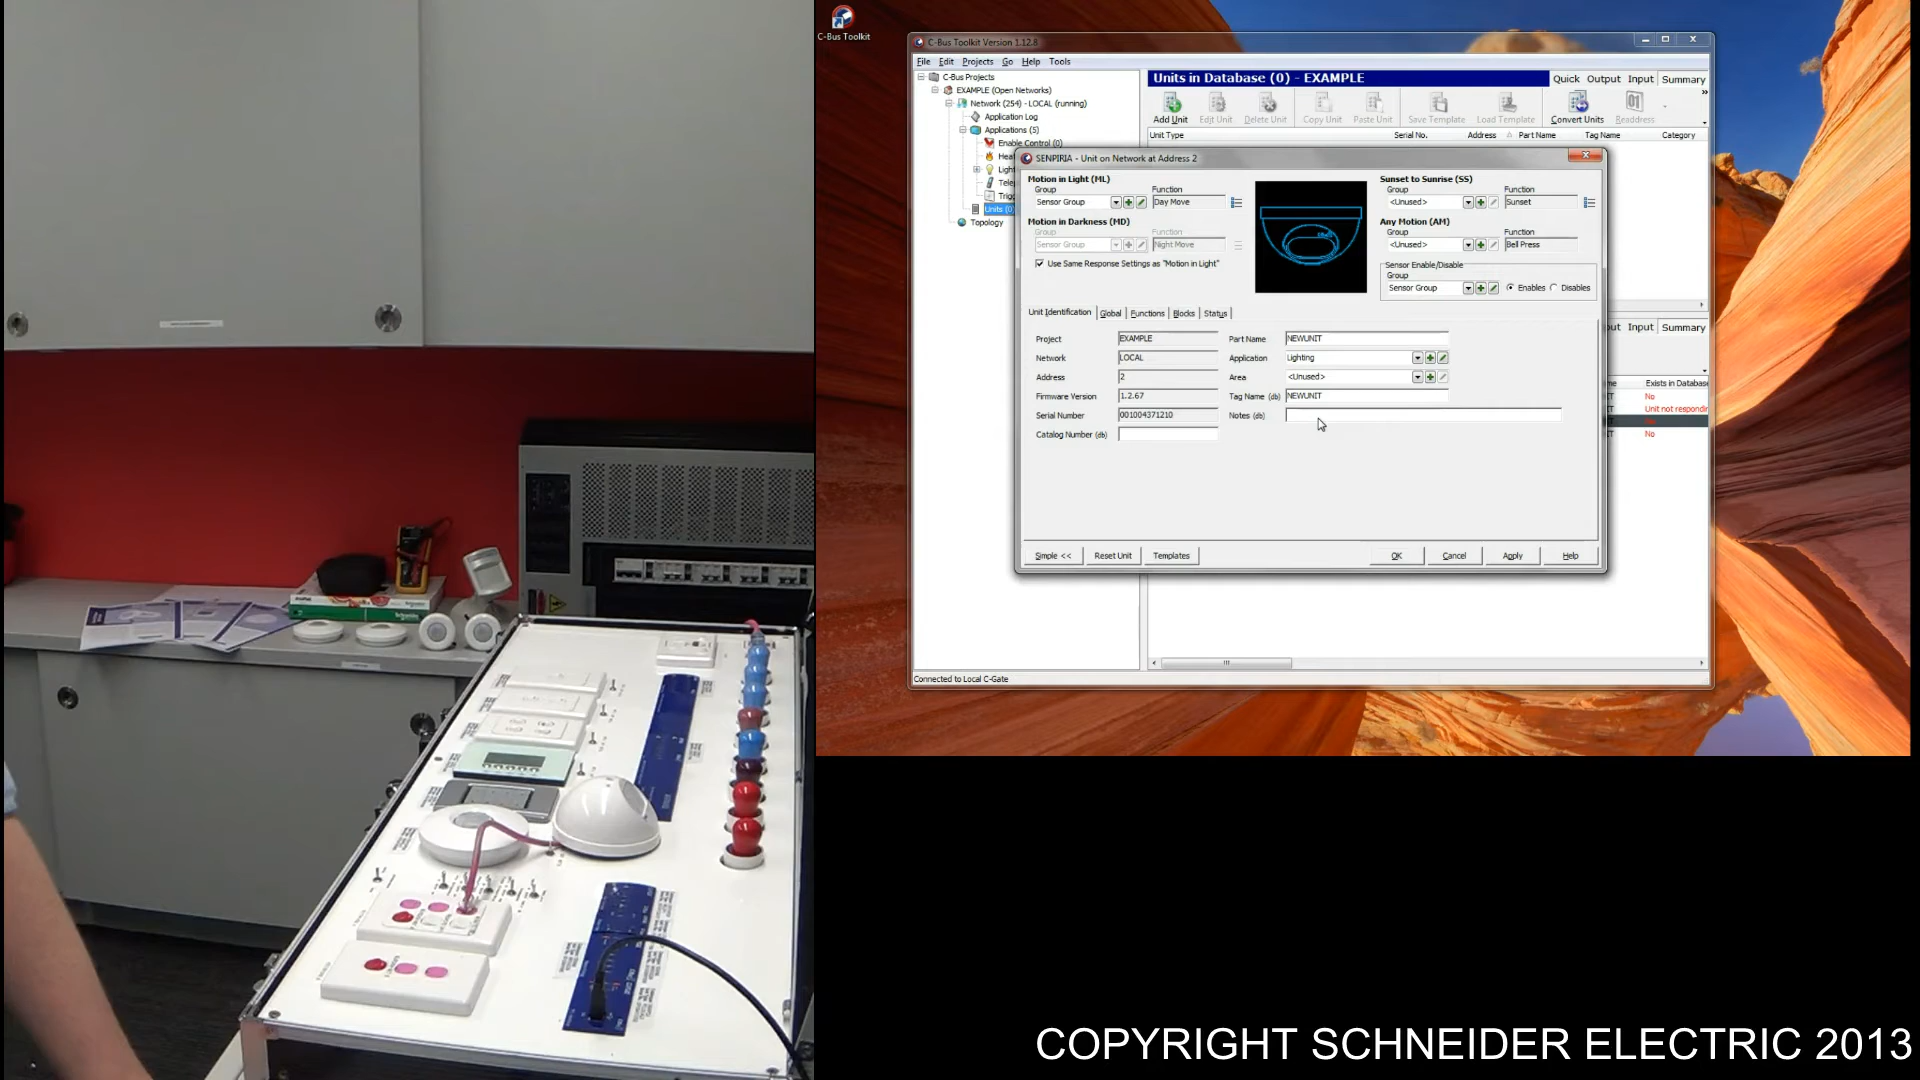 C-Bus Toolkit
C-Bus Toolkit Version 1.12.8
File Edit Projects Go Help Tools
C-Bus Projects
EXAMPLE (Open Networks)
Network (254) - LOCAL (running)
Application Log
Applications (5)
Enable Control (0)
Units (0)
Topology
Units in Database (0) - EXAMPLE
Quick Output Input Summary
Add Unit Edit Unit Delete Unit Copy Unit Paste Unit Save Template Load Template Convert Units Readdress
Unit Type Serial No. Address Part Name Tag Name Category
SENPIRIA - Unit on Network at Address 2
Motion in Light (ML)
Group Function
Sensor Group Day Move
Motion in Darkness (MD)
Group Function
Sensor Group Night Move
Use Same Response Settings as "Motion in Light"
Sunset to Sunrise (SS)
Group Function
<Unused> Sunset
Any Motion (AM)
Group Function
<Unused> Bell Press
Sensor Enable/Disable
Group
Sensor Group Enables Disables
Unit Identification Global Functions Blocks Status
Project EXAMPLE Part Name NEWUNIT
Network LOCAL Application Lighting
Address 2 Area <Unused>
Firmware Version 1.2.67 Tag Name (db) NEWUNIT
Serial Number 001004371210 Notes (db)
Catalog Number (db)
Simple << Reset Unit Templates OK Cancel Apply Help
Input Summary
Exists in Database
No
Unit not respondin
No
Connected to Local C-Gate
COPYRIGHT SCHNEIDER ELECTRIC 2013